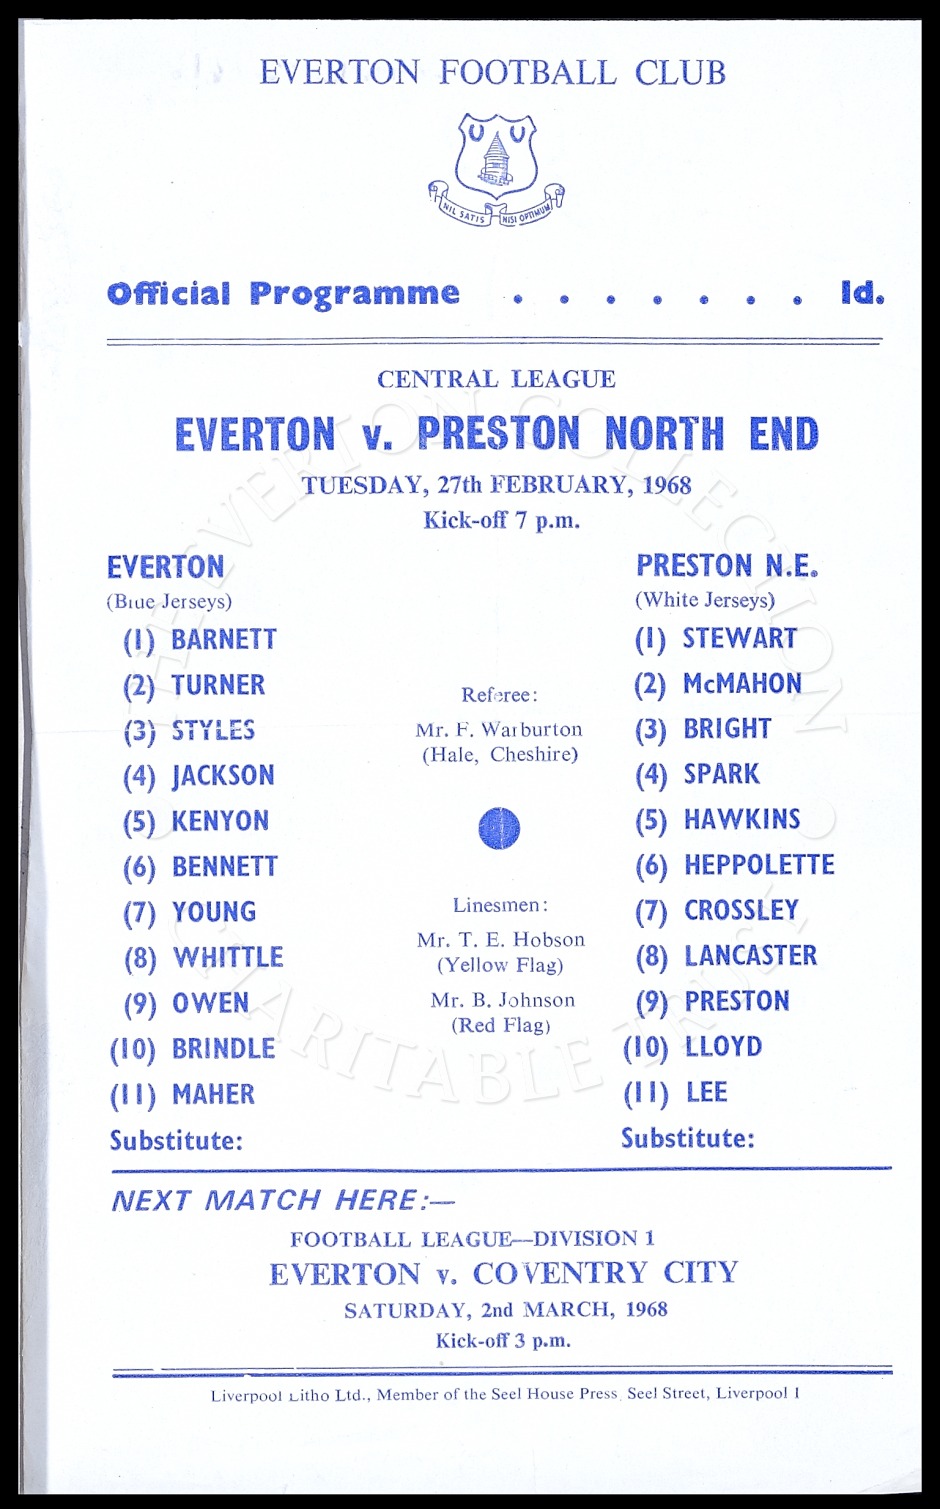 EVERTON FOOTBALL CLUB
NIL SATIS NISI OPTIMUM
Official Programme . . . . . . . 1d.
CENTRAL LEAGUE
EVERTON v. PRESTON NORTH END
TUESDAY, 27th FEBRUARY, 1968
Kick-off 7 p.m.
EVERTON
(Blue Jerseys)
(1) BARNETT
(2) TURNER
(3) STYLES
(4) JACKSON
(5) KENYON
(6) BENNETT
(7) YOUNG
(8) WHITTLE
(9) OWEN
(10) BRINDLE
(11) MAHER
Substitute:
Referee:
Mr. F. Warburton
(Hale, Cheshire)
Linesmen:
Mr. T. E. Hobson
(Yellow Flag)
Mr. B. Johnson
(Red Flag)
PRESTON N.E.
(White Jerseys)
(1) STEWART
(2) McMAHON
(3) BRIGHT
(4) SPARK
(5) HAWKINS
(6) HEPPOLETTE
(7) CROSSLEY
(8) LANCASTER
(9) PRESTON
(10) LLOYD
(11) LEE
Substitute:
NEXT MATCH HERE:—
FOOTBALL LEAGUE—DIVISION 1
EVERTON v. COVENTRY CITY
SATURDAY, 2nd MARCH, 1968
Kick-off 3 p.m.
Liverpool Litho Ltd., Member of the Seel House Press, Seel Street, Liverpool 1
THE EVERTON COLLECTION
CHARITABLE TRUST